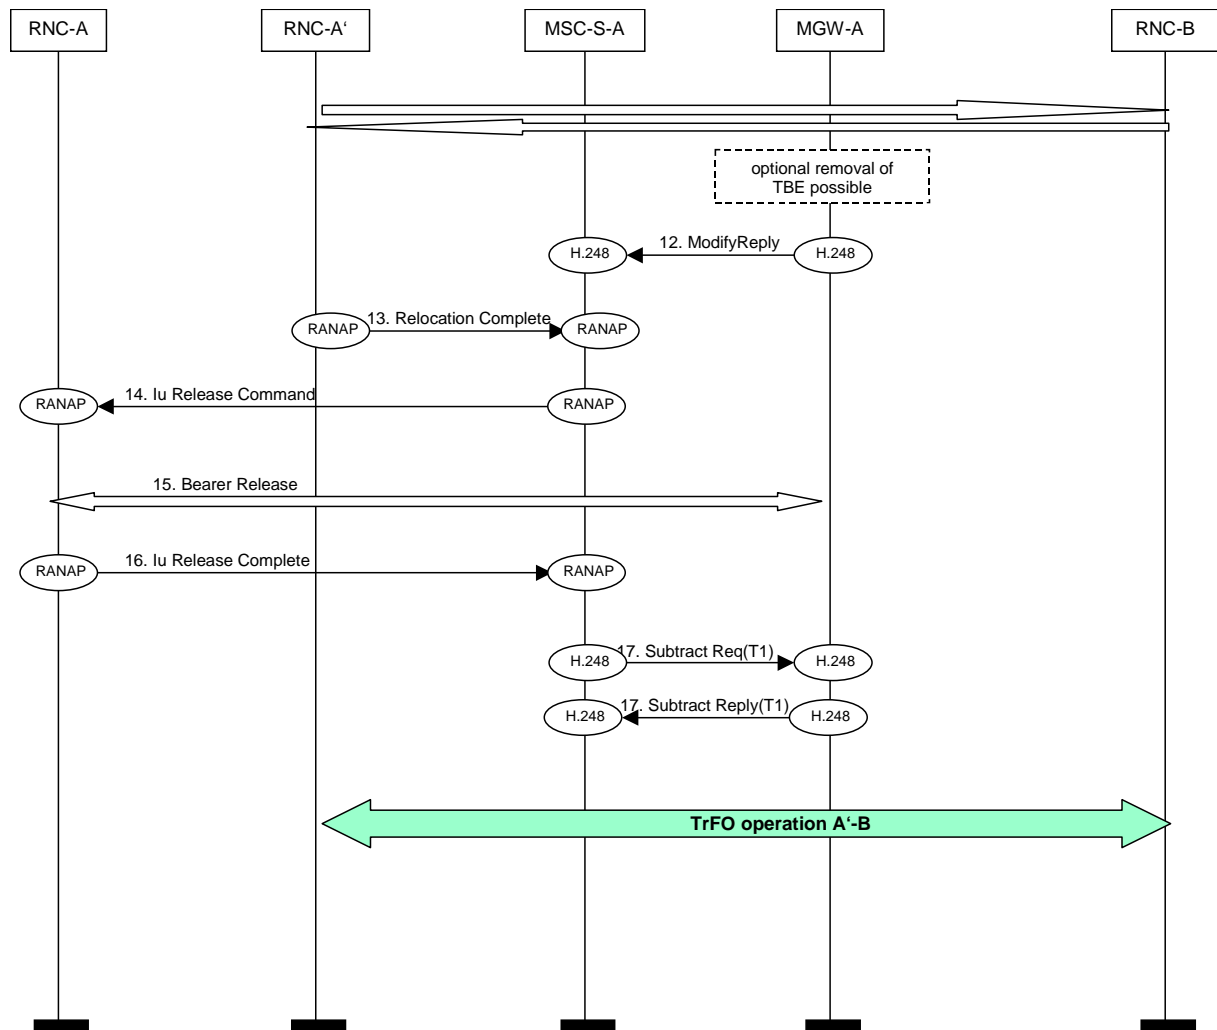 RNC-A
RNC-A‘
MSC-S-A
MGW-A
RNC-B
optional removal of
TBE possible
H.248
12. ModifyReply
H.248
RANAP
13. Relocation Complete
RANAP
RANAP
14. Iu Release Command
RANAP
15. Bearer Release
RANAP
16. Iu Release Complete
RANAP
H.248
17. Subtract Req(T1)
H.248
H.248
17. Subtract Reply(T1)
H.248
TrFO operation A‘-B